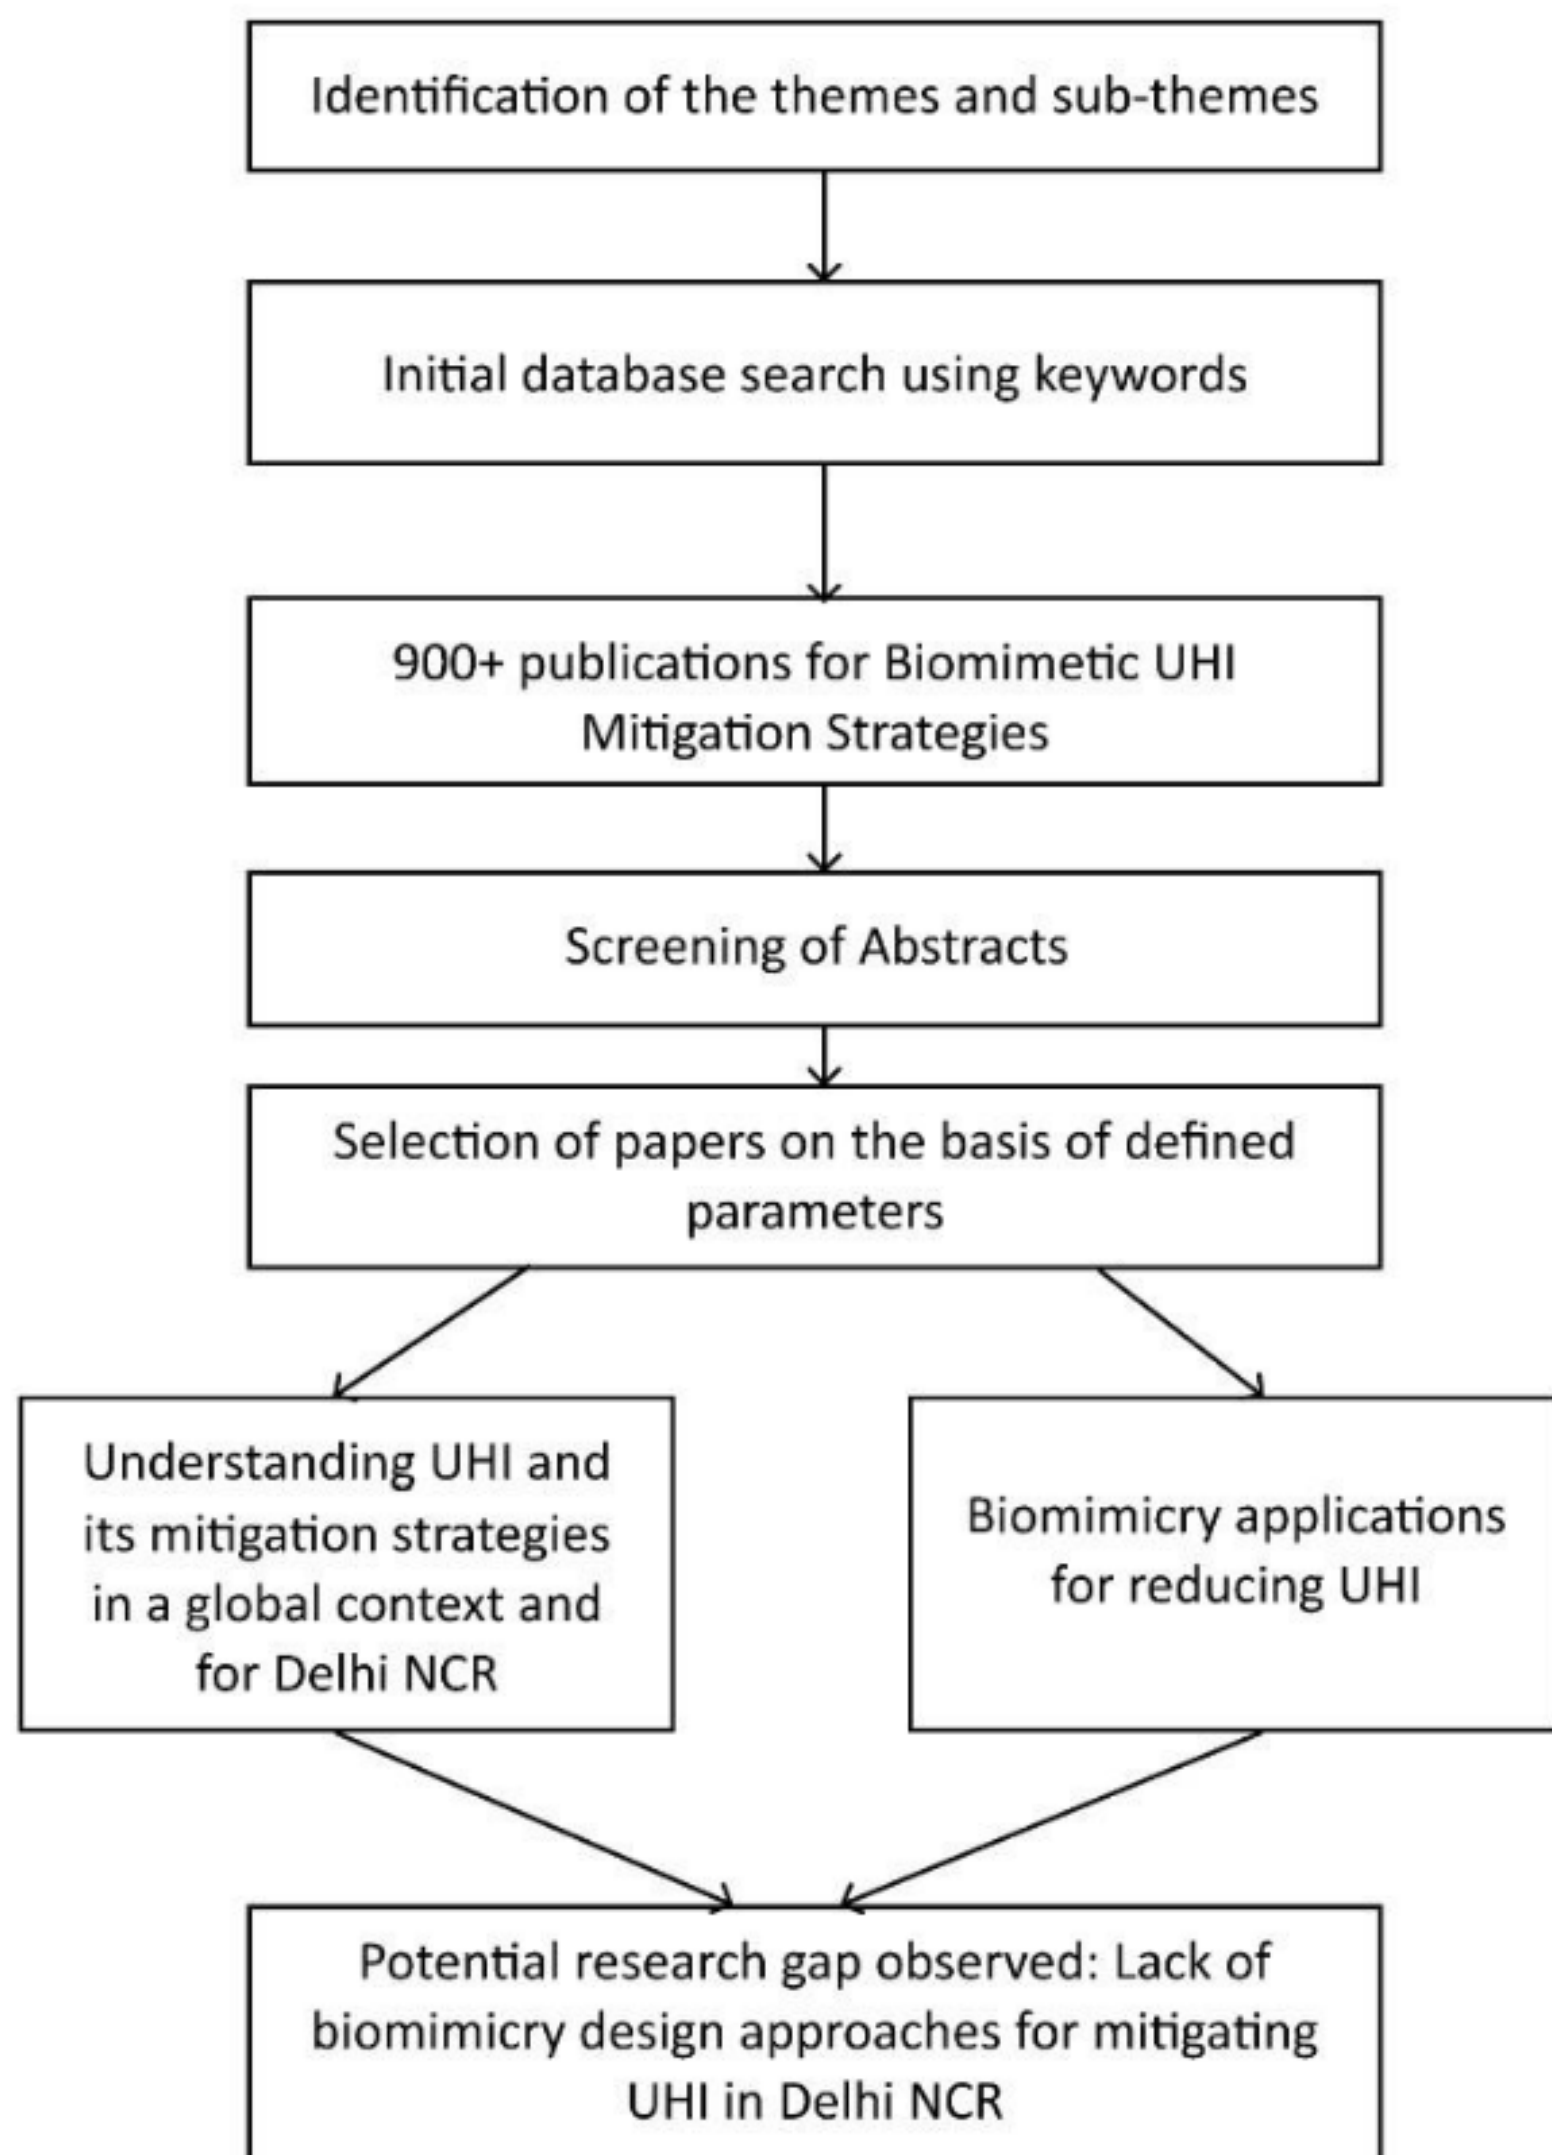 Identification of the themes and sub-themes
Initial database search using keywords
900+ publications for Biomimetic UHI
Mitigation Strategies
Screening of Abstracts
Selection of papers on the basis of defined
parameters
Understanding UHI and
its mitigation strategies
in a global context and
for Delhi NCR
Biomimicry applications
for reducing UHI
Potential research gap observed: Lack of
biomimicry design approaches for mitigating
UHI in Delhi NCR